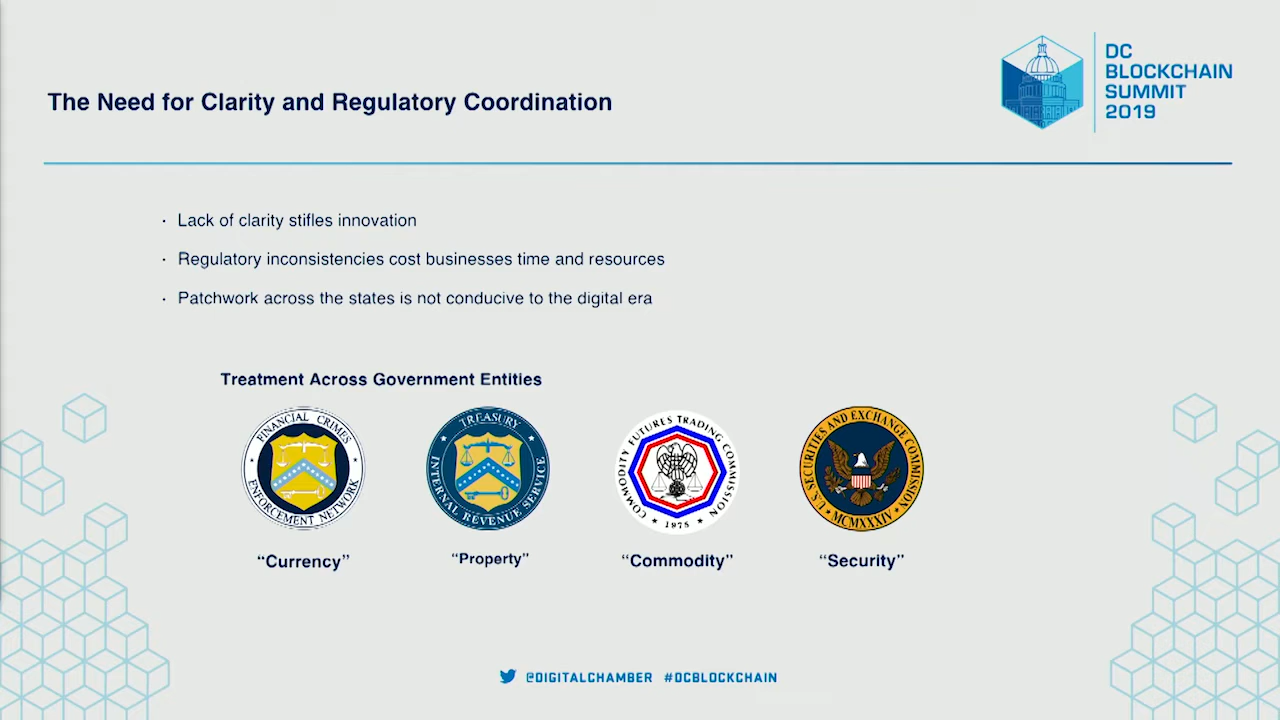 The Need for Clarity and Regulatory Coordination
DC
BLOCKCHAIN
SUMMIT
2019
· Lack of clarity stifles innovation
· Regulatory inconsistencies cost businesses time and resources
· Patchwork across the states is not conducive to the digital era
Treatment Across Government Entities
FINANCIAL CRIMES
ENFORCEMENT NETWORK
TREASURY
INTERNAL REVENUE SERVICE
COMMODITY FUTURES TRADING COMMISSION
1975
U.S. SECURITIES AND EXCHANGE COMMISSION
MCMXXXIV
“Currency”
“Property”
“Commodity”
“Security”
@DIGITALCHAMBER #DCBLOCKCHAIN